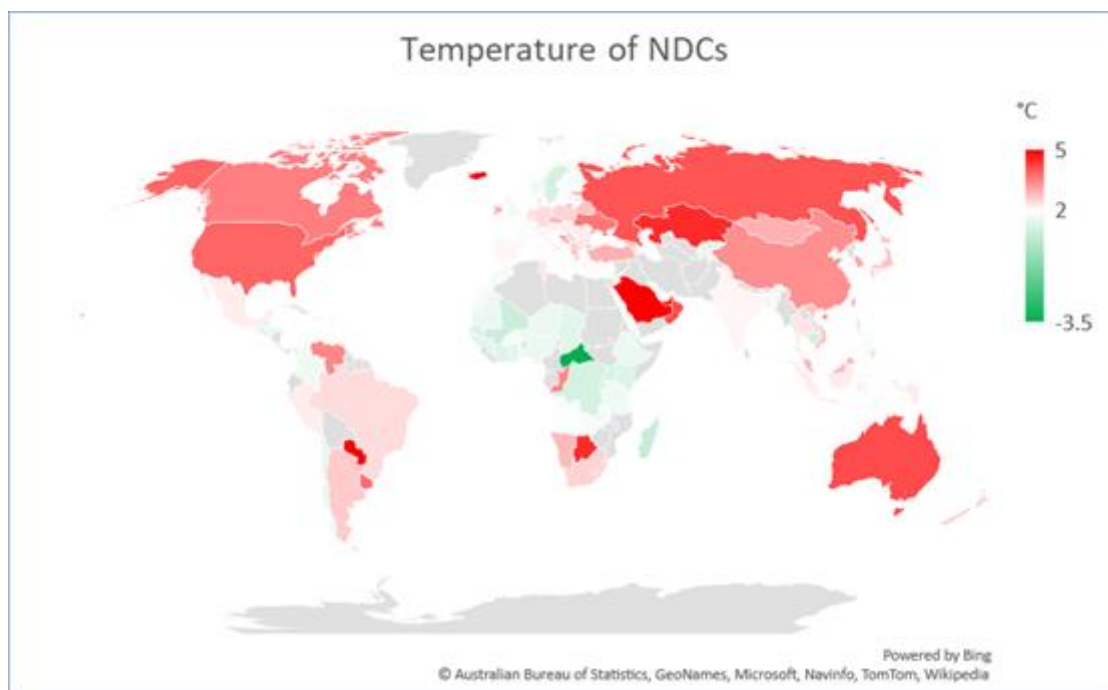 Temperature of NDCs
°C
5
2
-3.5
Powered by Bing
© Australian Bureau of Statistics, GeoNames, Microsoft, Navinfo, TomTom, Wikipedia